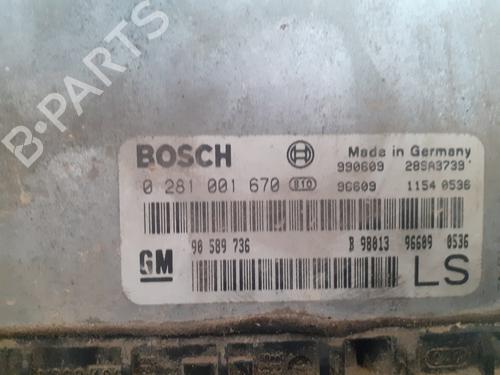 B-PARTS
BOSCH Made in Germany
990609 28SA3739
0 281 001 670 B10 96609 1154 0536
90 589 736 B 98013 96609 0536
GM LS